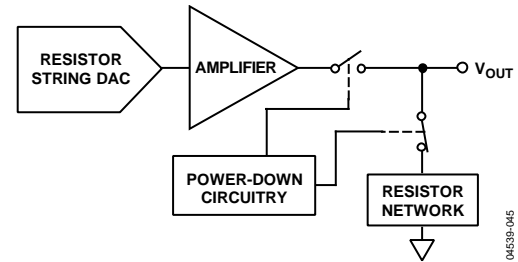 RESISTOR
STRING DAC
AMPLIFIER
VOUT
POWER-DOWN
CIRCUITRY
RESISTOR
NETWORK
04539-045